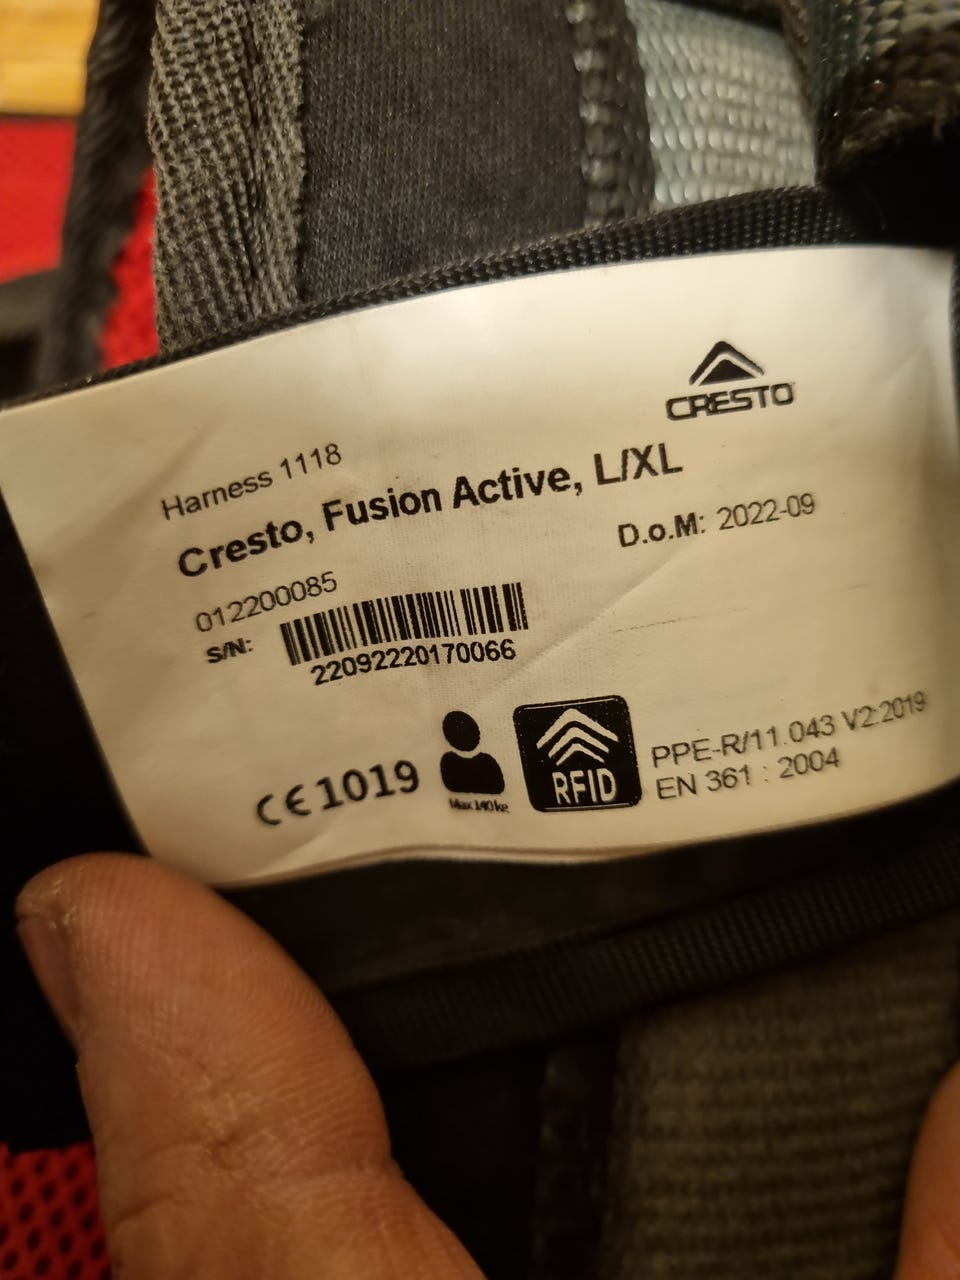 CRESTO
Harness 1118
Cresto, Fusion Active, L/XL
012200085
D.o.M: 2022-09
S/N:
22092220170066
CE 1019
Max 140 kg
RFID
PPE-R/11.043 V2:2019
EN 361 : 2004